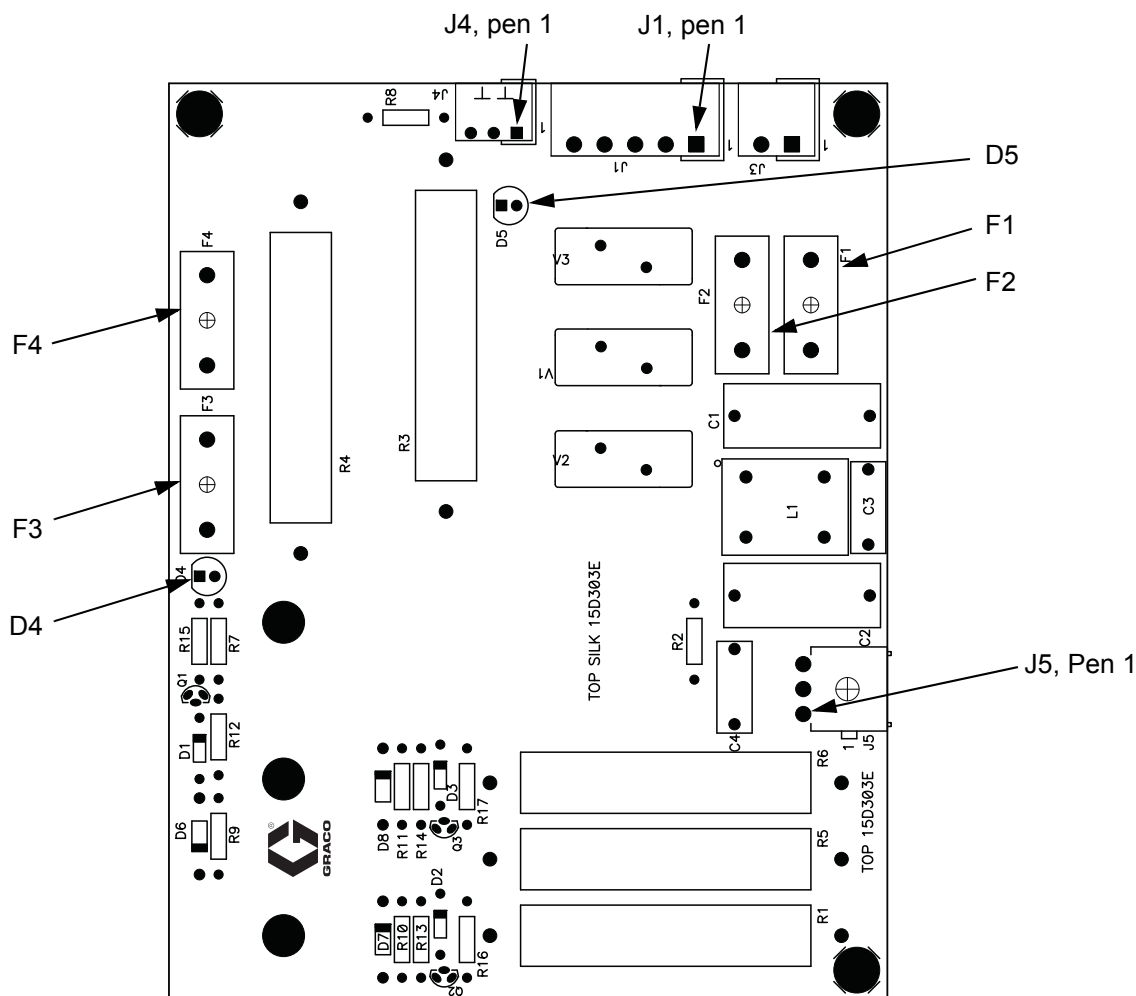 J4, pen 1
J1, pen 1
D5
F1
F2
F4
F3
D4
J5, Pen 1
R8
J4
1
J1
1
J3
1
D5
F4
F3
R4
R3
V3
V1
V2
F2
F1
C1
L1
C3
C2
D4
R15
R7
Q1
D1
R12
D6
R9
® GRACO
TOP SILK 15D303E
R2
C4
1
J5
D8
R11
R14
D3
Q3
R17
D2
D7
R10
R13
Q2
R16
R6
R5
R1
TOP 15D303E